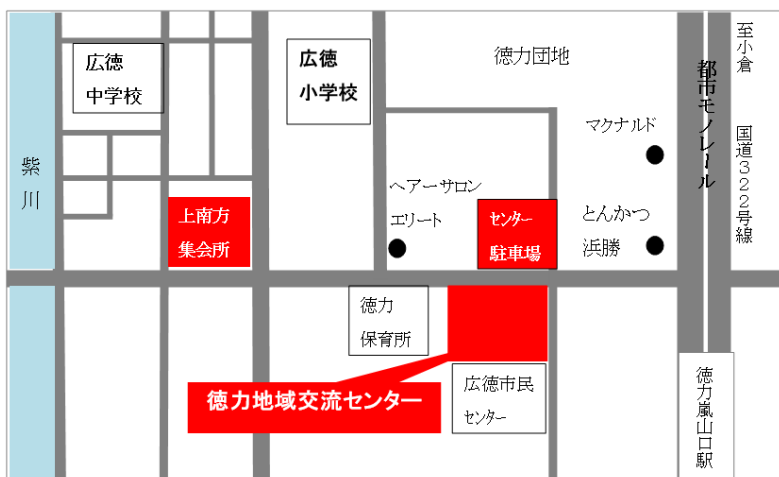 広徳
中学校
広徳
小学校
徳力団地
至小倉
国道３２２号線
都市モノレール
マクナルド
紫川
ヘアーサロン
エリート
上南方
集会所
センター
駐車場
とんかつ
浜勝
徳力
保育所
徳力地域交流センター
広徳市民
センター
徳力嵐山口駅